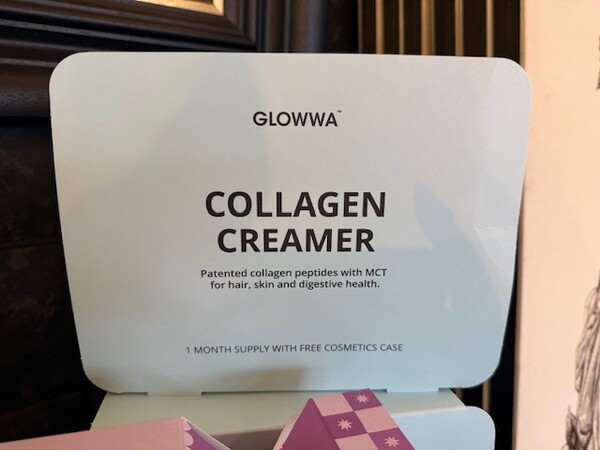 GLOWWA™
COLLAGEN
CREAMER
Patented collagen peptides with MCT
for hair, skin and digestive health.
1 MONTH SUPPLY WITH FREE COSMETICS CASE